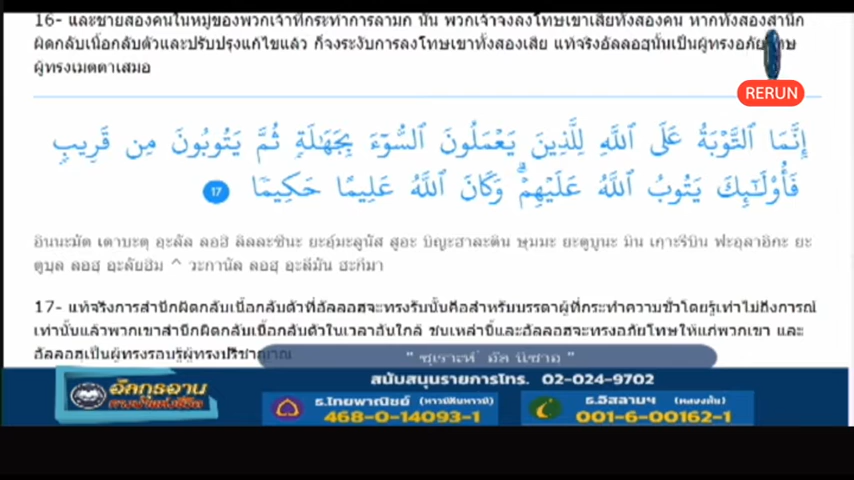 16- และชายสองคนในหมู่ของพวกเจ้าที่กระทำการลามก นั้น พวกเจ้าจงลงโทษเขาเสียทั้งสองคน หากทั้งสองสำนึก
ผิดกลับเนื้อกลับตัวและปรับปรุงแก้ไขแล้ว ก็จงระงับการลงโทษเขาทั้งสองเสีย แท้จริงอัลลอฮฺนั้นเป็นผู้ทรงอภัยโทษ
ผู้ทรงเมตตาเสมอ
RERUN
إِنَّمَا ٱلتَّوْبَةُ عَلَى ٱللَّهِ لِلَّذِينَ يَعْمَلُونَ ٱلسُّوٓءَ بِجَهَٰلَةٍ ثُمَّ يَتُوبُونَ مِن قَرِيبٍ
فَأُو۟لَٰٓئِكَ يَتُوبُ ٱللَّهُ عَلَيْهِمْ ۗ وَكَانَ ٱللَّهُ عَلِيمًا حَكِيمًا 17
อินนะมัต เตาบะตุ อะลัล ลอฮิ ลิลละซีนะ ยะอฺมะลูนัส สูอะ บิญะฮาละติน ษุมมะ ยะตูบูนะ มิน เกาะรีบิน ฟะอุลาอิกะ ยะ
ตูบุล ลอฮุ อะลัยฮิม ^ วะกานัล ลอฮุ อะลีมัน ฮะกีมา
17- แท้จริงการสำนึกผิดกลับเนื้อกลับตัวที่อัลลอฮจะทรงรับนั้นคือสำหรับบรรดาผู้ที่กระทำความชั่วโดยรู้เท่าไม่ถึงการณ์
เท่านั้นแล้วพวกเขาสำนึกผิดกลับเนื้อกลับตัวในเวลาอันใกล้ ชนเหล่านี้และอัลลอฮจะทรงอภัยโทษให้แก่พวกเขา และ
อัลลอฮุเป็นผู้ทรงรอบรู้ผู้ทรงปรีชาญาณ
" ซูเราะห์ อัล นิซาอ "
สนับสนุนรายการโทร. 02-024-9702
อัลกุรอาน
ทางนำแห่งชีวิต
ธ.ไทยพาณิชย์
468-0-14093-1
ธ.อิสลามฯ (คลองตัน)
001-6-00162-1